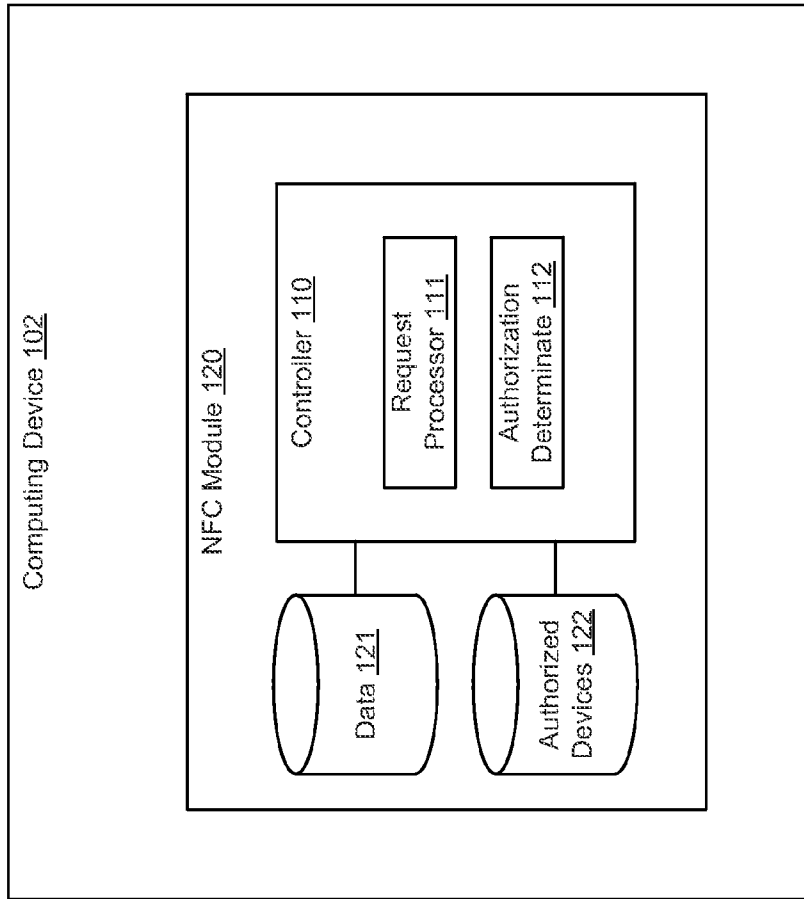 Computing Device 102
NFC Module 120
Data 121
Authorized
Devices 122
Controller 110
Request
Processor 111
Authorization
Determinate 112